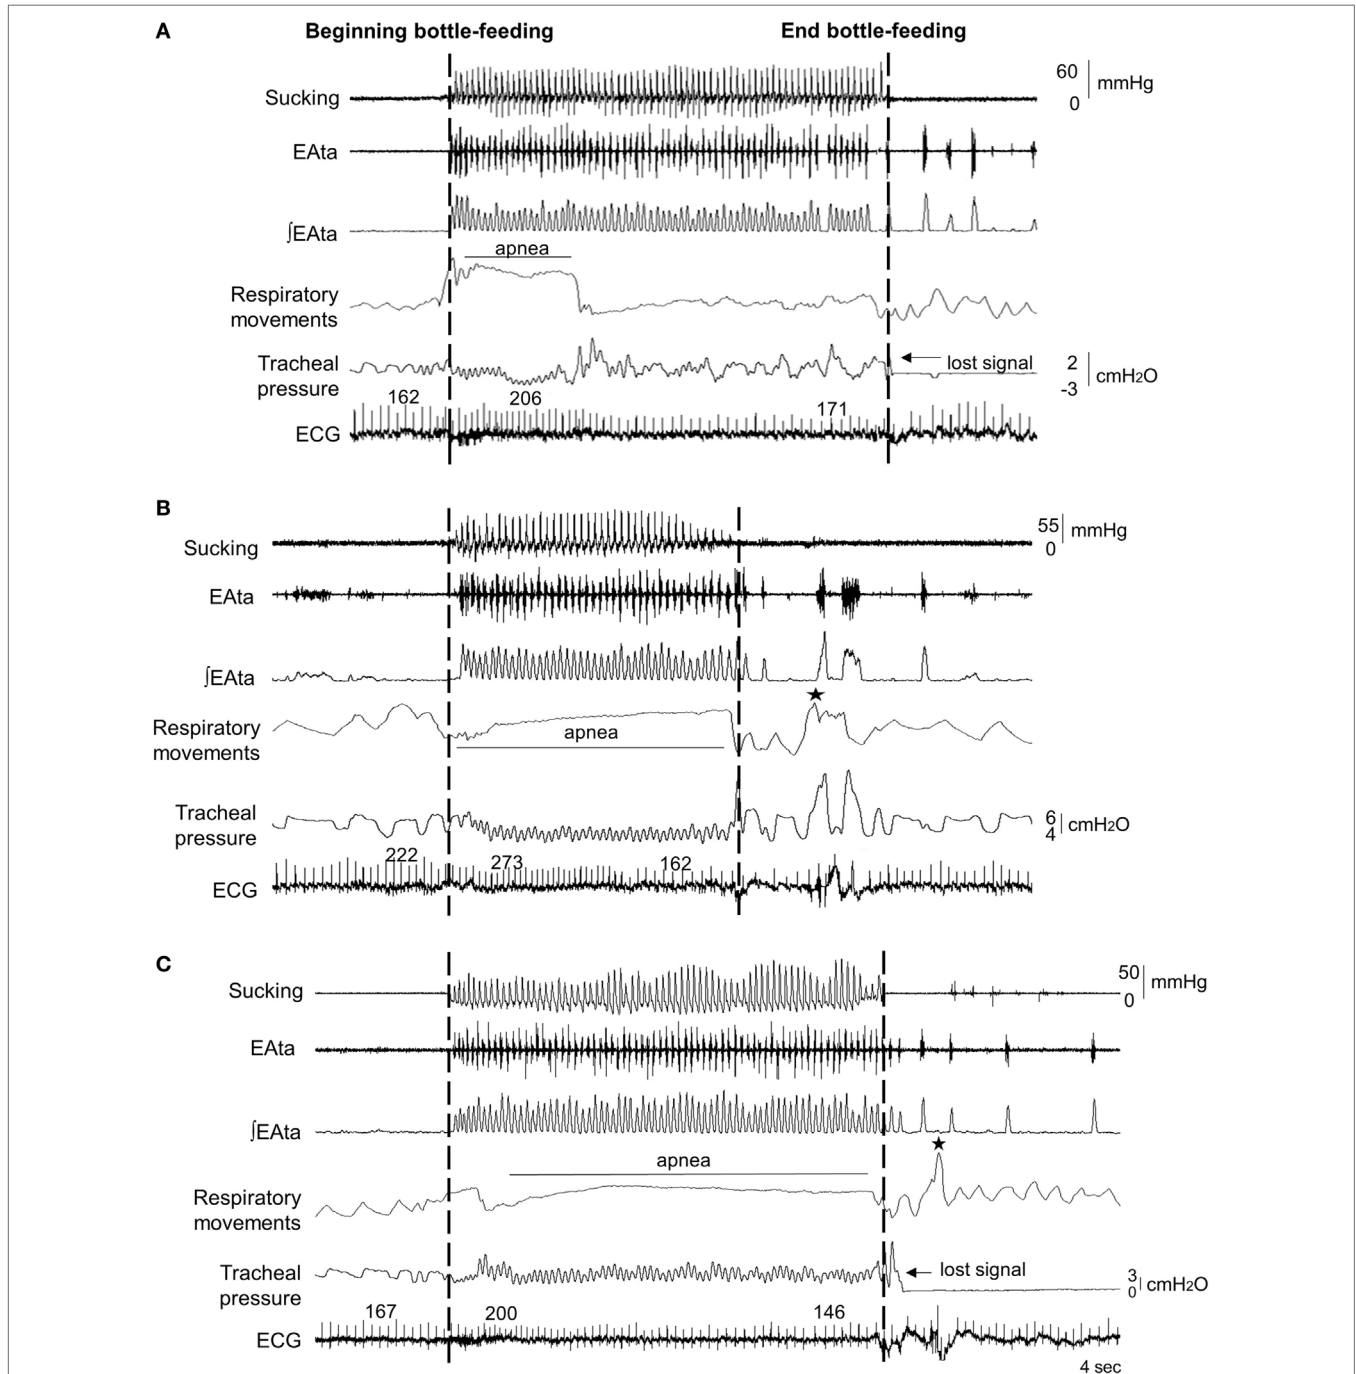 A
Beginning bottle-feeding End bottle-feeding
Sucking
60
0
mmHg
EAta
∫EAta
apnea
Respiratory
movements
Tracheal
pressure
lost signal
2
-3
cmH2O
162 206 171
ECG
B
Sucking
55
0
mmHg
EAta
∫EAta
★
Respiratory
movements
apnea
Tracheal
pressure
6
4
cmH2O
222 273 162
ECG
C
Sucking
50
0
mmHg
EAta
∫EAta
★
apnea
Respiratory
movements
Tracheal
pressure
lost signal
3
0
cmH2O
167 200 146
ECG
4 sec